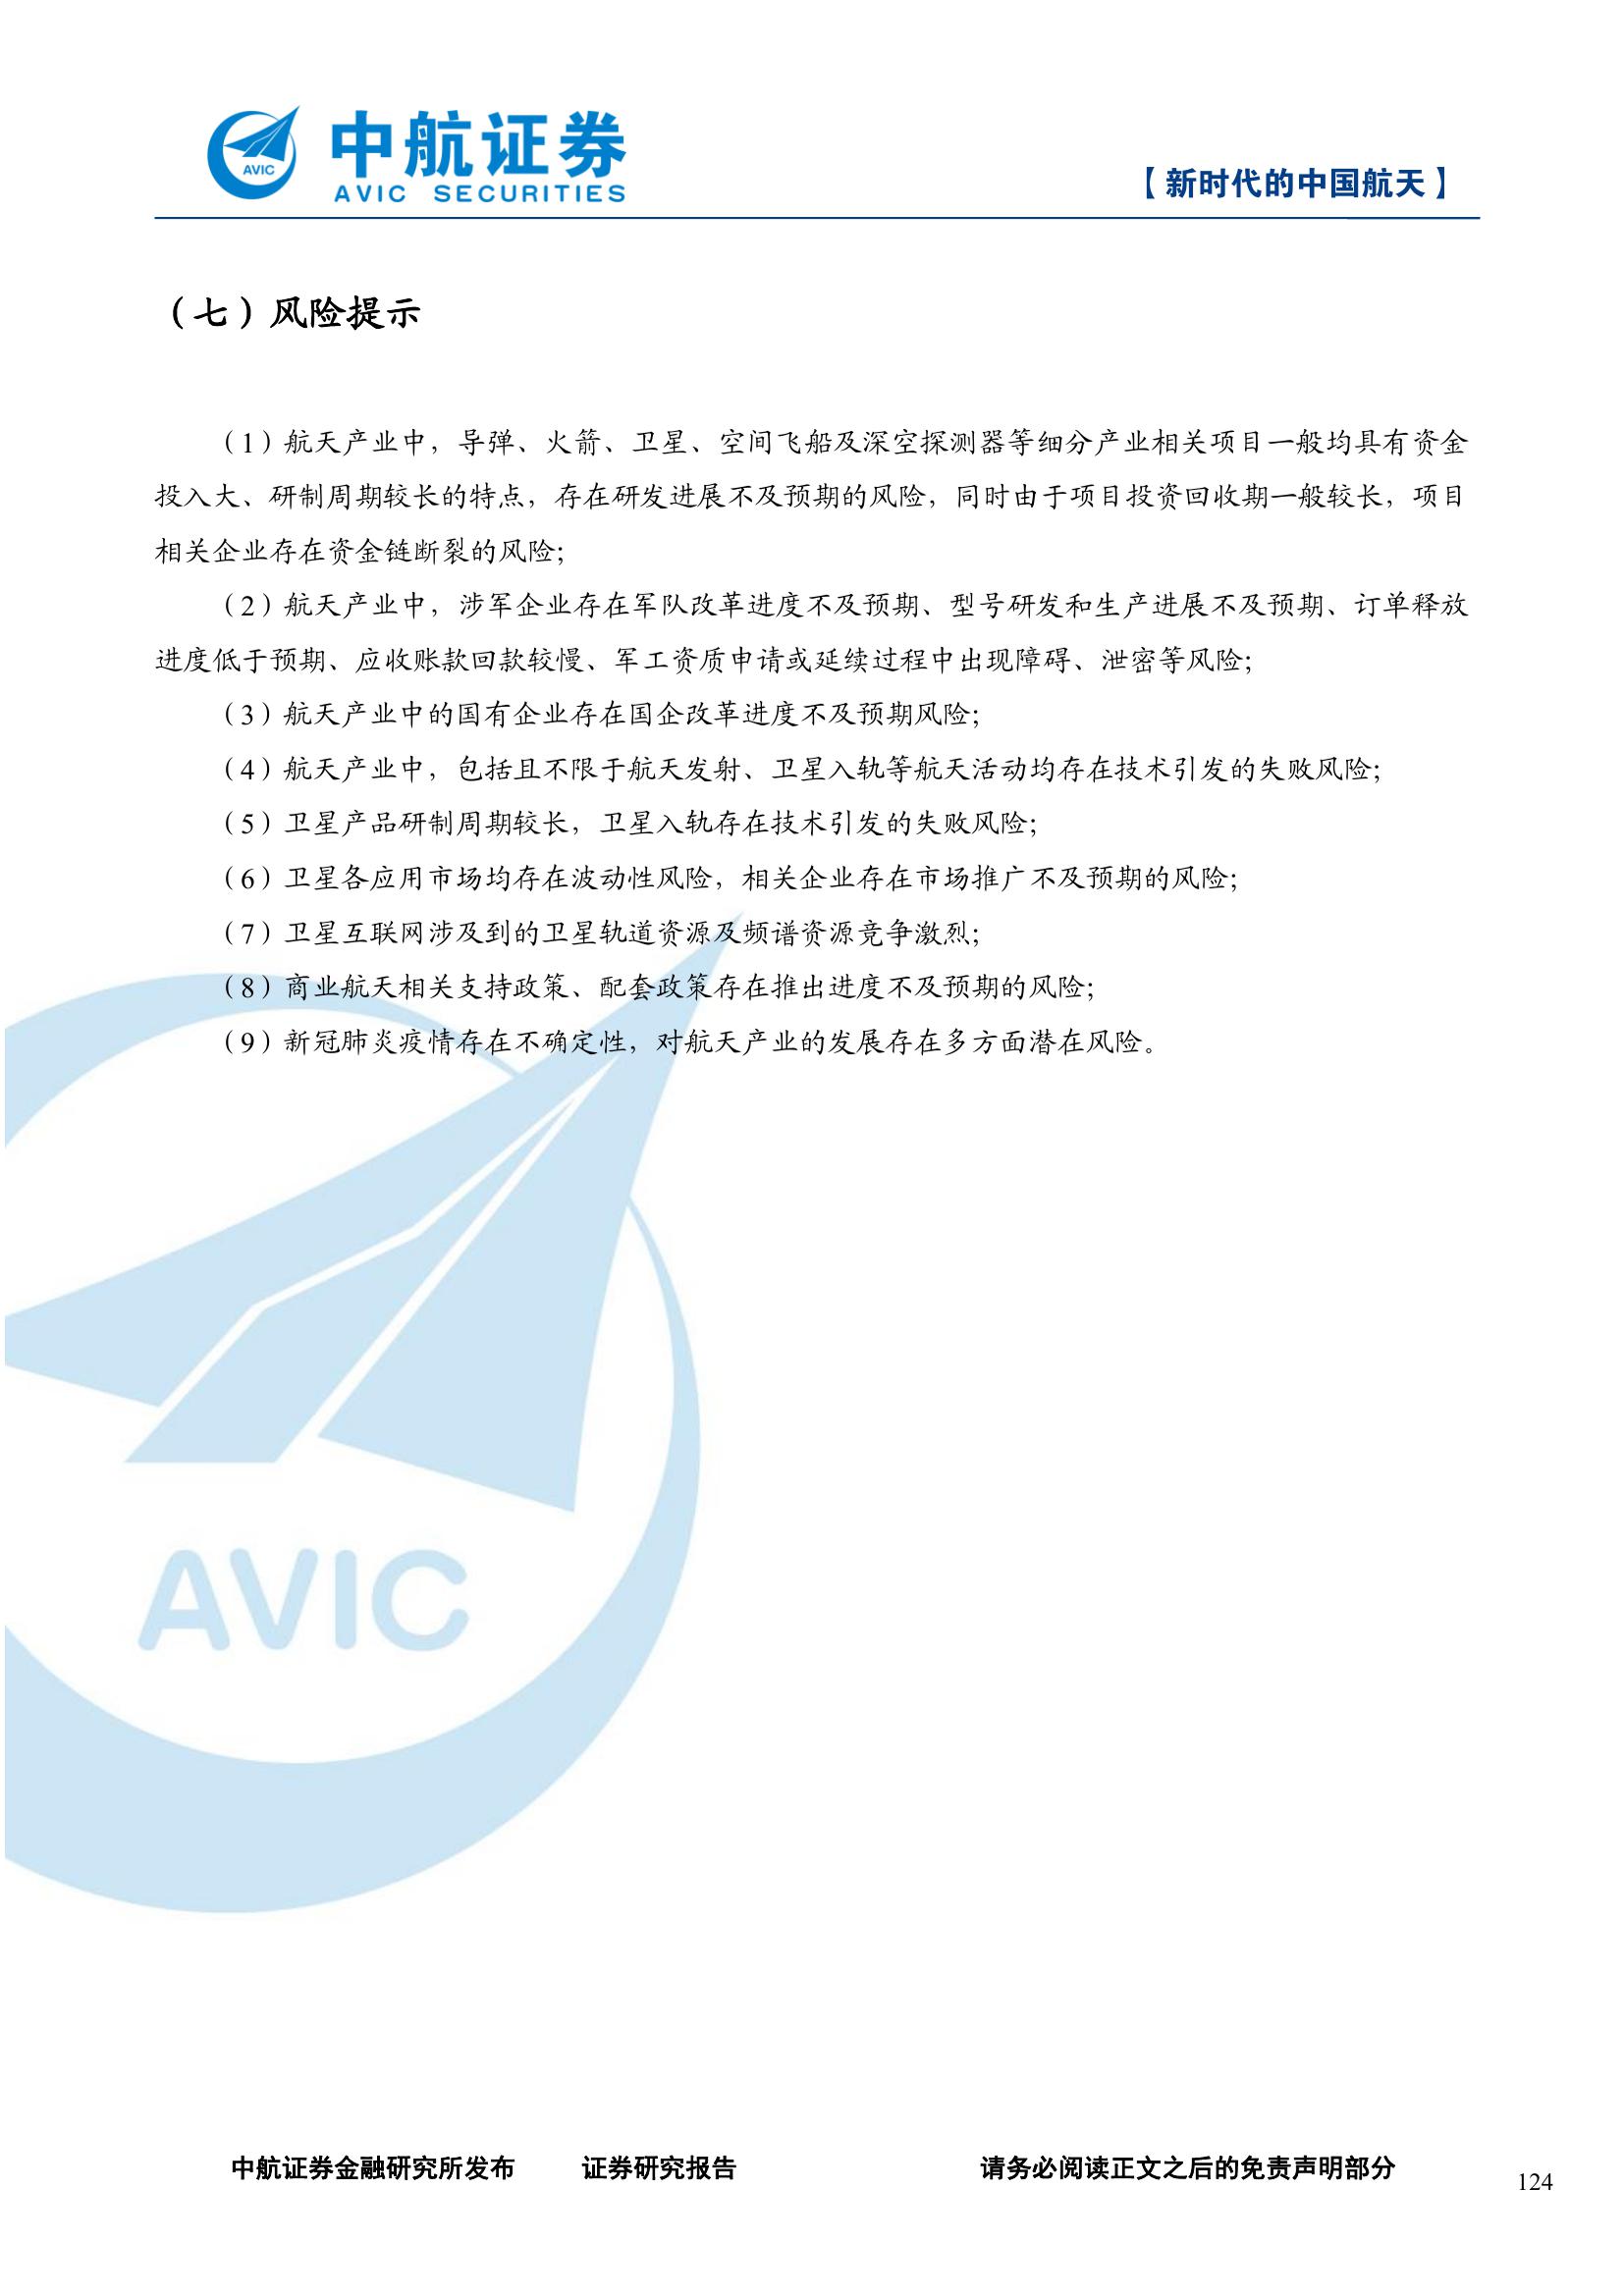 AVIC
中航证券
AVIC SECURITIES
【新时代的中国航天】
（七）风险提示
（1）航天产业中，导弹、火箭、卫星、空间飞船及深空探测器等细分产业相关项目一般均具有资金
投入大、研制周期较长的特点，存在研发进展不及预期的风险，同时由于项目投资回收期一般较长，项目
相关企业存在资金链断裂的风险；
（2）航天产业中，涉军企业存在军队改革进度不及预期、型号研发和生产进展不及预期、订单释放
进度低于预期、应收账款回款较慢、军工资质申请或延续过程中出现障碍、泄密等风险；
（3）航天产业中的国有企业存在国企改革进度不及预期风险；
（4）航天产业中，包括且不限于航天发射、卫星入轨等航天活动均存在技术引发的失败风险；
（5）卫星产品研制周期较长，卫星入轨存在技术引发的失败风险；
（6）卫星各应用市场均存在波动性风险，相关企业存在市场推广不及预期的风险；
（7）卫星互联网涉及到的卫星轨道资源及频谱资源竞争激烈；
（8）商业航天相关支持政策、配套政策存在推出进度不及预期的风险；
（9）新冠肺炎疫情存在不确定性，对航天产业的发展存在多方面潜在风险。
AVIC
中航证券金融研究所发布 证券研究报告 请务必阅读正文之后的免责声明部分
124